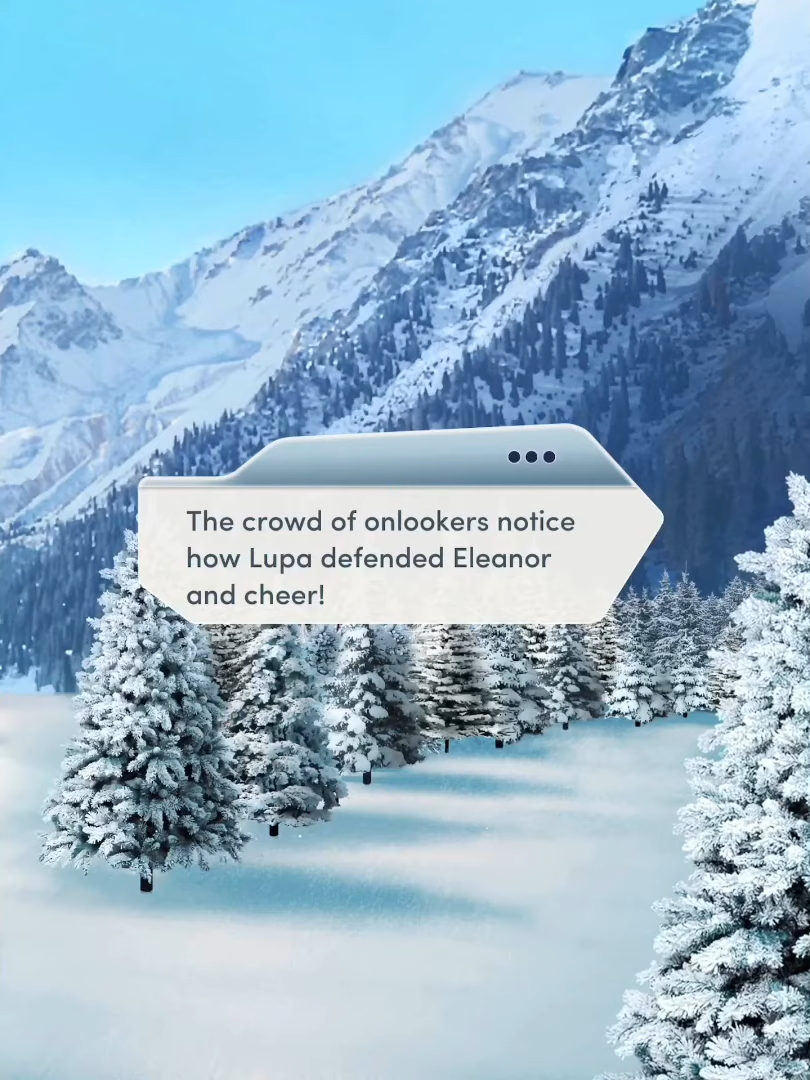 The crowd of onlookers notice
how Lupa defended Eleanor
and cheer!